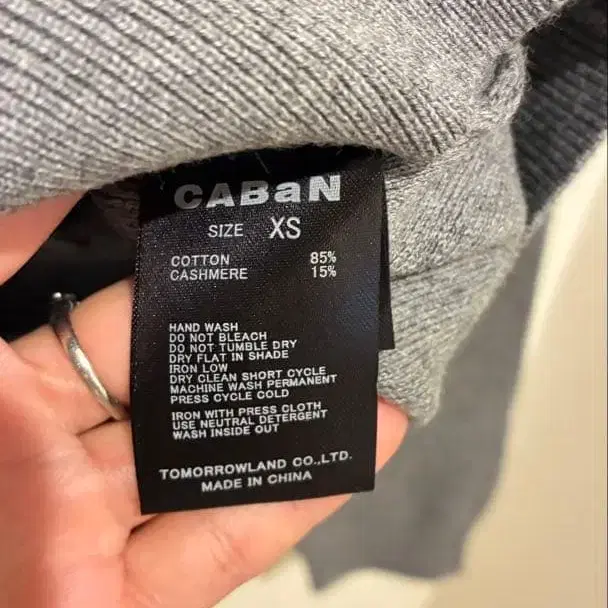 CABaN
SIZE XS
COTTON 85%
CASHMERE 15%
HAND WASH
DO NOT BLEACH
DO NOT TUMBLE DRY
DRY FLAT IN SHADE
IRON LOW
DRY CLEAN SHORT CYCLE
MACHINE WASH PERMANENT
PRESS CYCLE COLD
IRON WITH PRESS CLOTH
USE NEUTRAL DETERGENT
WASH INSIDE OUT
TOMORROWLAND CO.,LTD.
MADE IN CHINA